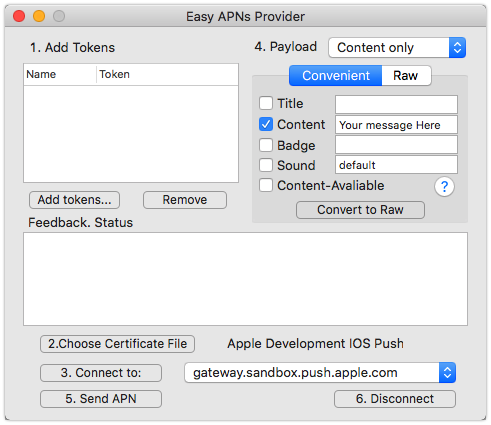 Easy APNs Provider
1. Add Tokens
4. Payload Content only
Name Token
Convenient Raw
Title
Content Your message Here
Badge
Sound default
Content-Avaliable ?
Add tokens... Remove
Convert to Raw
Feedback. Status
2.Choose Certificate File Apple Development IOS Push
3. Connect to: gateway.sandbox.push.apple.com
5. Send APN 6. Disconnect